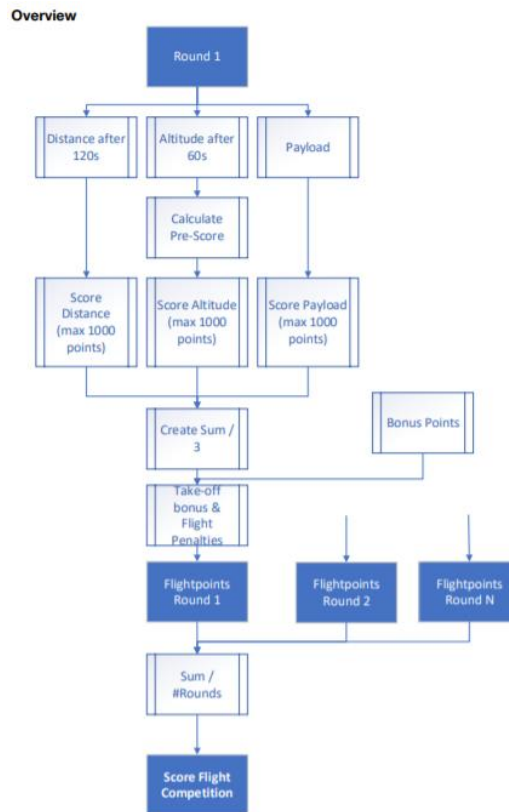 Overview
Round 1
Distance after
120s
Altitude after
60s
Payload
Calculate
Pre-Score
Score
Distance
(max 1000
points)
Score Altitude
(max 1000
points)
Score Payload
(max 1000
points)
Create Sum /
3
Bonus Points
Take-off
bonus &
Flight
Penalties
Flightpoints
Round 1
Flightpoints
Round 2
Flightpoints
Round N
Sum /
#Rounds
Score Flight
Competition